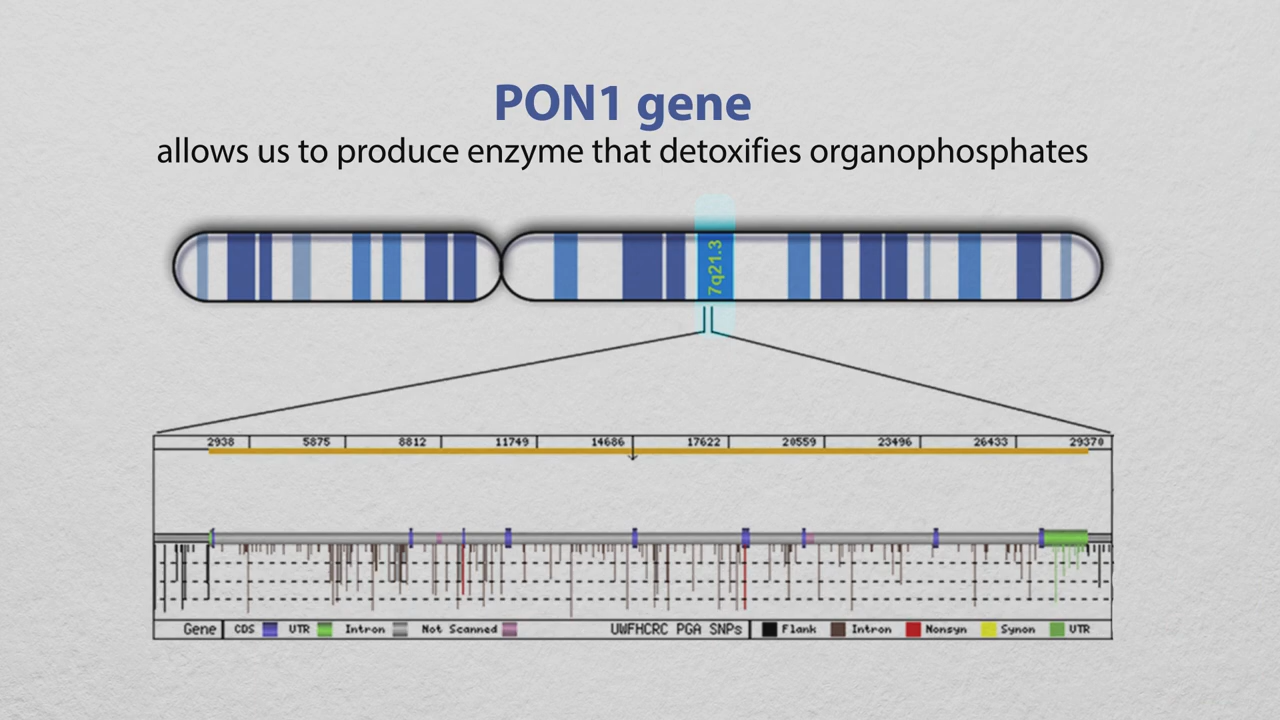 PON1 gene
allows us to produce enzyme that detoxifies organophosphates
7q21.3
2938 5875 8812 11749 14686 17622 20559 23496 26433 29370
Gene CDS UTR Intron Not Scanned UWFHCRC PGA SNPs Flank Intron Nonsyn Synon UTR